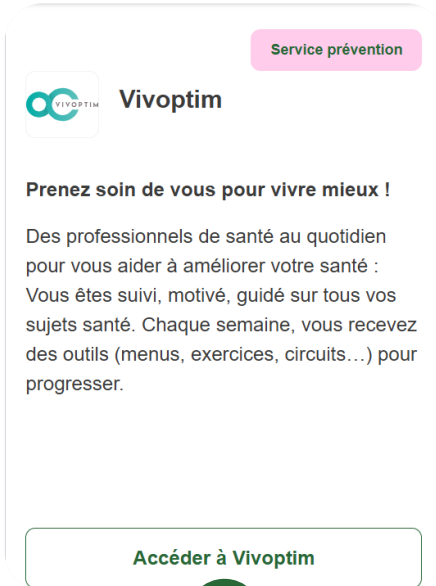 Service prévention
VIVOPTIM
Vivoptim
Prenez soin de vous pour vivre mieux !
Des professionnels de santé au quotidien
pour vous aider à améliorer votre santé :
Vous êtes suivi, motivé, guidé sur tous vos
sujets santé. Chaque semaine, vous recevez
des outils (menus, exercices, circuits…) pour
progresser.
Accéder à Vivoptim